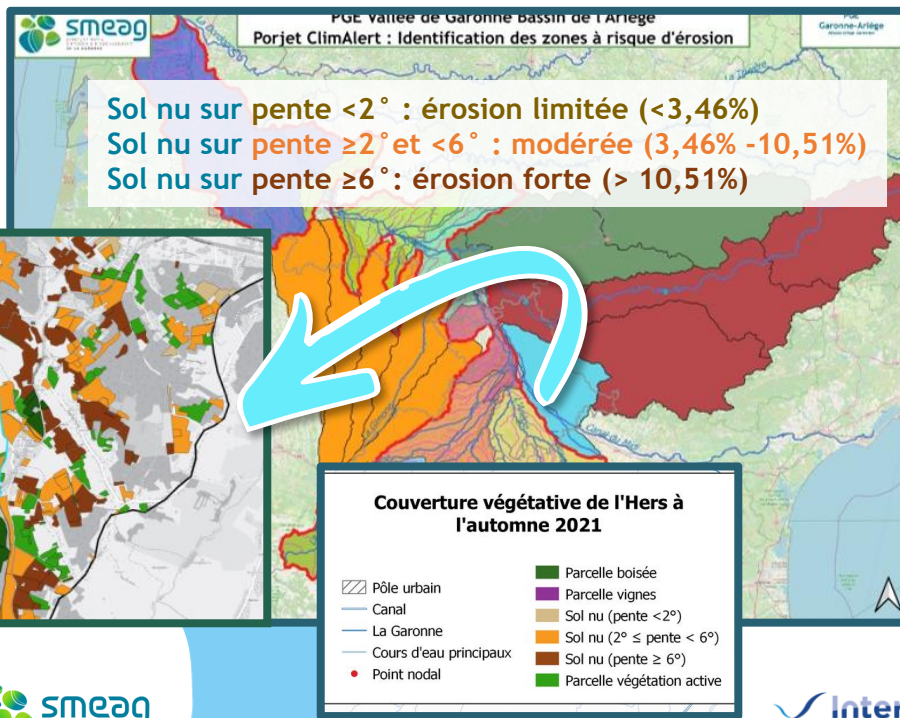 smeag
PGE Vallée de Garonne Bassin de l'Ariège
Porjet ClimAlert : Identification des zones à risque d'érosion
Garonne-Ariège
Sol nu sur pente <2° : érosion limitée (<3,46%)
Sol nu sur pente ≥2° et <6° : modérée (3,46% -10,51%)
Sol nu sur pente ≥6°: érosion forte (> 10,51%)
Canal du Midi
Couverture végétative de l'Hers à
l'automne 2021
Pôle urbain
Canal
La Garonne
Cours d'eau principaux
Point nodal
Parcelle boisée
Parcelle vignes
Sol nu (pente <2°)
Sol nu (2° ≤ pente < 6°)
Sol nu (pente ≥ 6°)
Parcelle végétation active
smeag
Inter